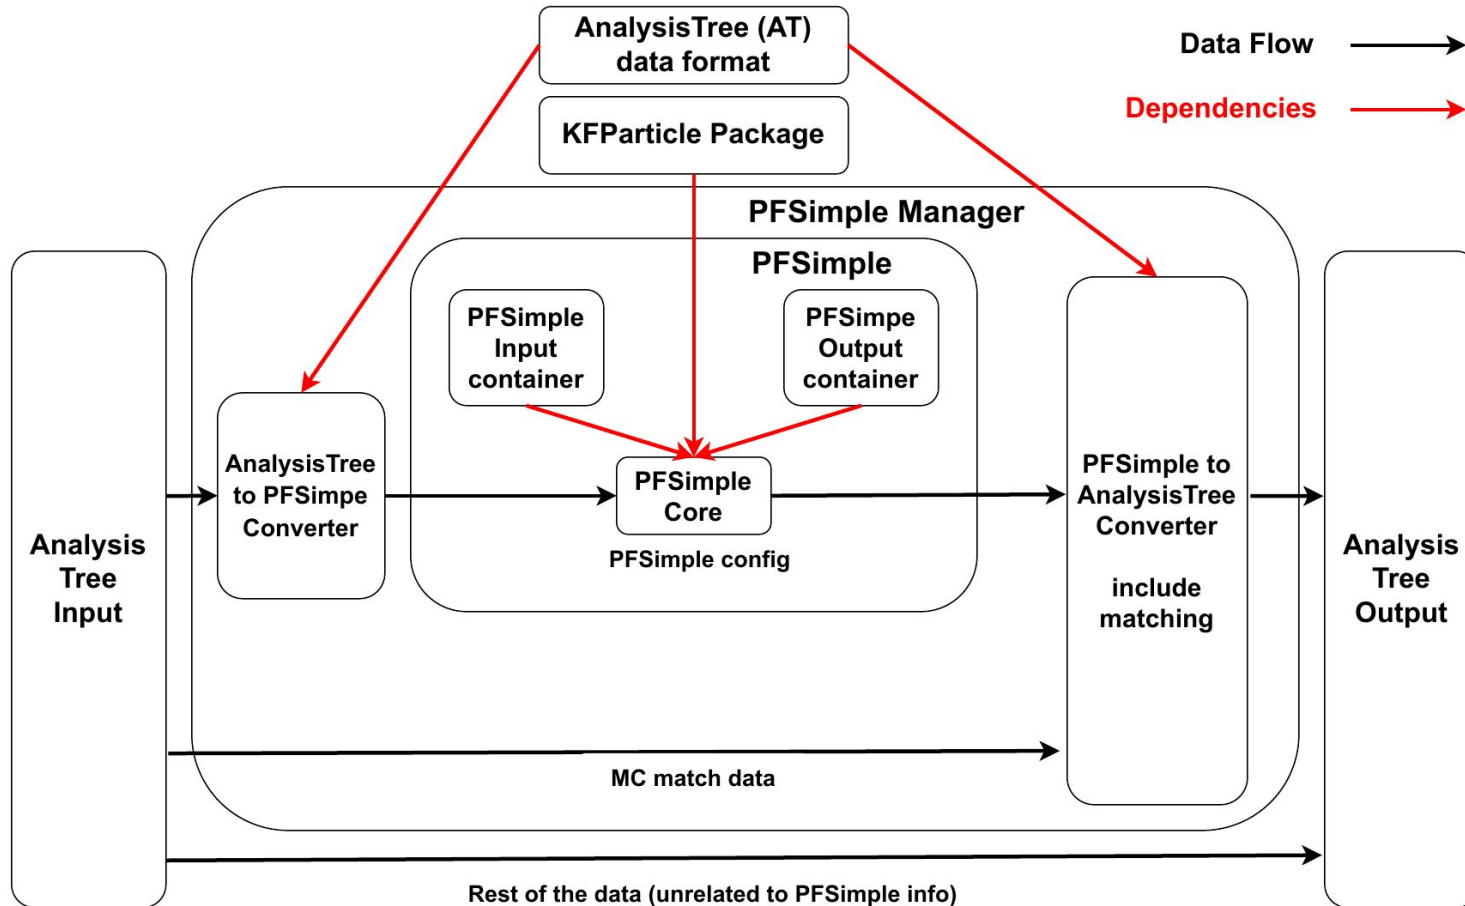 AnalysisTree (AT)
data format
Data Flow
Dependencies
KFParticle Package
PFSimple Manager
PFSimple
PFSimple
Input
container
PFSimpe
Output
container
AnalysisTree
to PFSimpe
Converter
PFSimple
Core
PFSimple config
PFSimple to
AnalysisTree
Converter
include
matching
Analysis
Tree
Input
Analysis
Tree
Output
MC match data
Rest of the data (unrelated to PFSimple info)